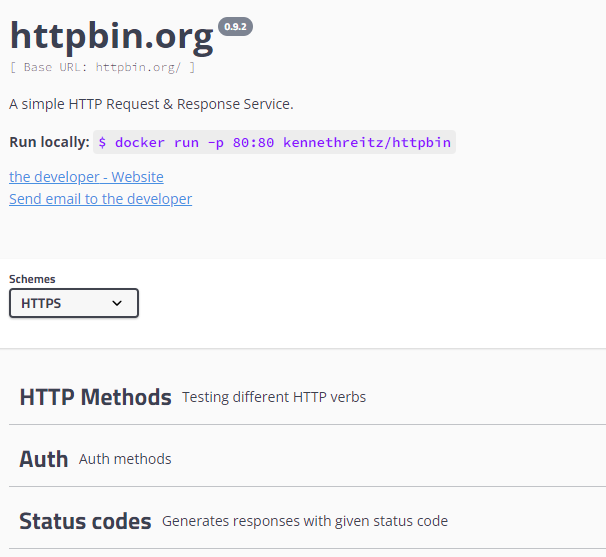 httpbin.org 0.9.2
[ Base URL: httpbin.org/ ]
A simple HTTP Request & Response Service.
Run locally: $ docker run -p 80:80 kennethreitz/httpbin
the developer - Website
Send email to the developer
Schemes
HTTPS
HTTP Methods Testing different HTTP verbs
Auth Auth methods
Status codes Generates responses with given status code